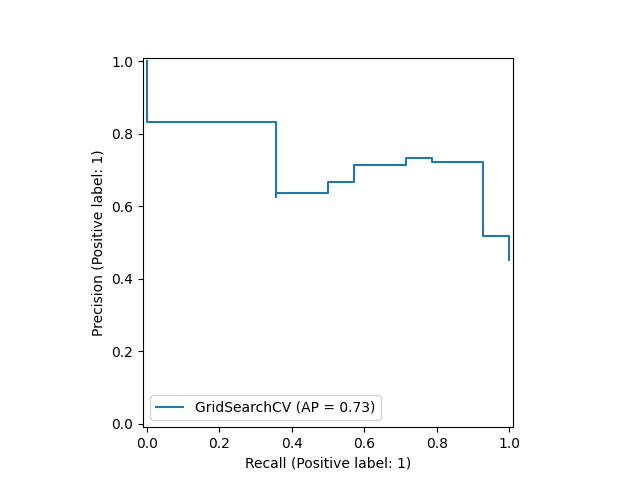 1.0
0.8
0.6
0.4
0.2
0.0
Precision (Positive label: 1)
GridSearchCV (AP = 0.73)
0.0 0.2 0.4 0.6 0.8 1.0
Recall (Positive label: 1)